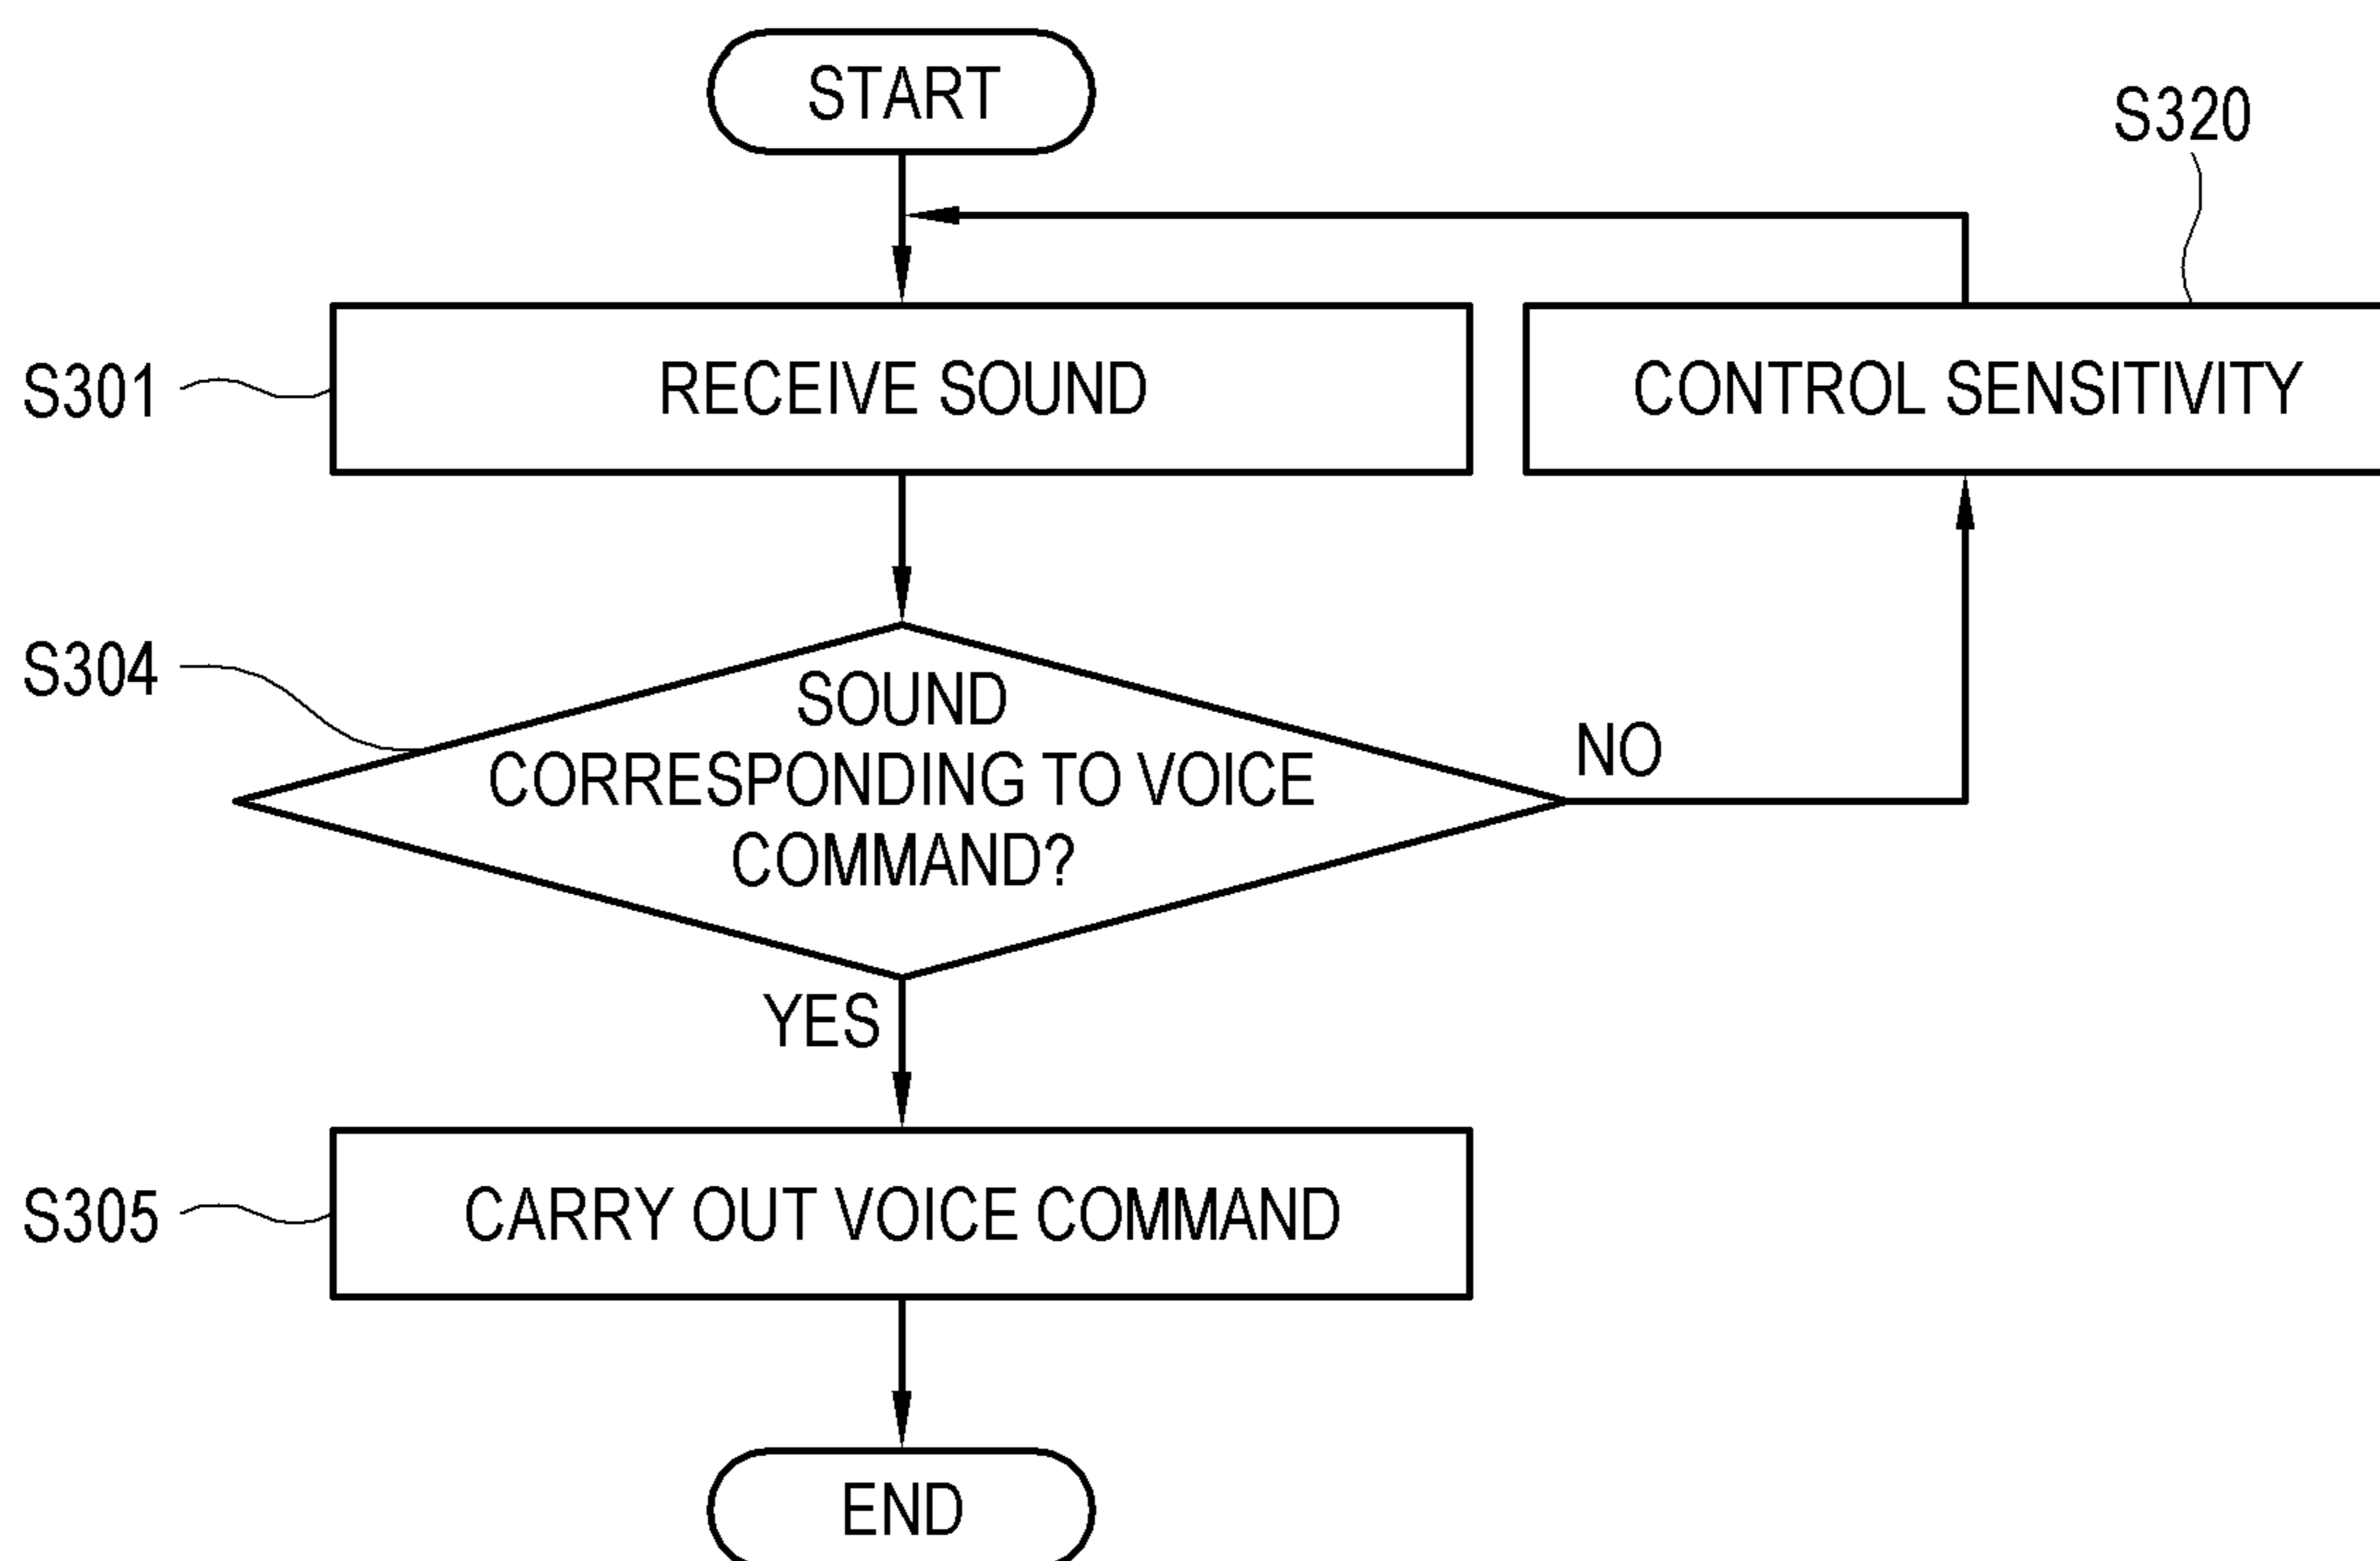 START
S320
S301
RECEIVE SOUND
CONTROL SENSITIVITY
S304
SOUND
CORRESPONDING TO VOICE
COMMAND?
NO
YES
S305
CARRY OUT VOICE COMMAND
END